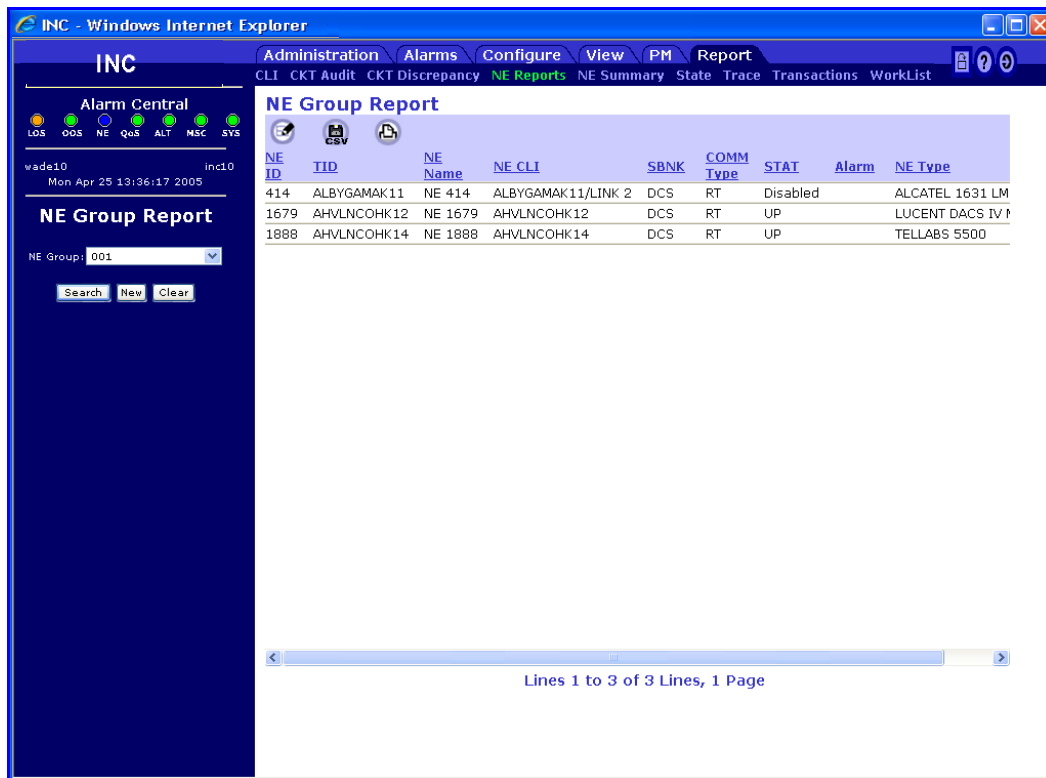 INC - Windows Internet Explorer
INC
Administration Alarms Configure View PM Report
CLI CKT Audit CKT Discrepancy NE Reports NE Summary State Trace Transactions WorkList
Alarm Central
LOS OOS NE QoS ALT MSC SYS
wade10 inc10
Mon Apr 25 13:36:17 2005
NE Group Report
NE Group: 001
Search New Clear
NE Group Report
CSV
NE ID TID NE Name NE CLI SBNK COMM Type STAT Alarm NE Type
414 ALBYGAMAK11 NE 414 ALBYGAMAK11/LINK 2 DCS RT Disabled ALCATEL 1631 LM
1679 AHVLNCOHK12 NE 1679 AHVLNCOHK12 DCS RT UP LUCENT DACS IV
1888 AHVLNCOHK14 NE 1888 AHVLNCOHK14 DCS RT UP TELLABS 5500
Lines 1 to 3 of 3 Lines, 1 Page